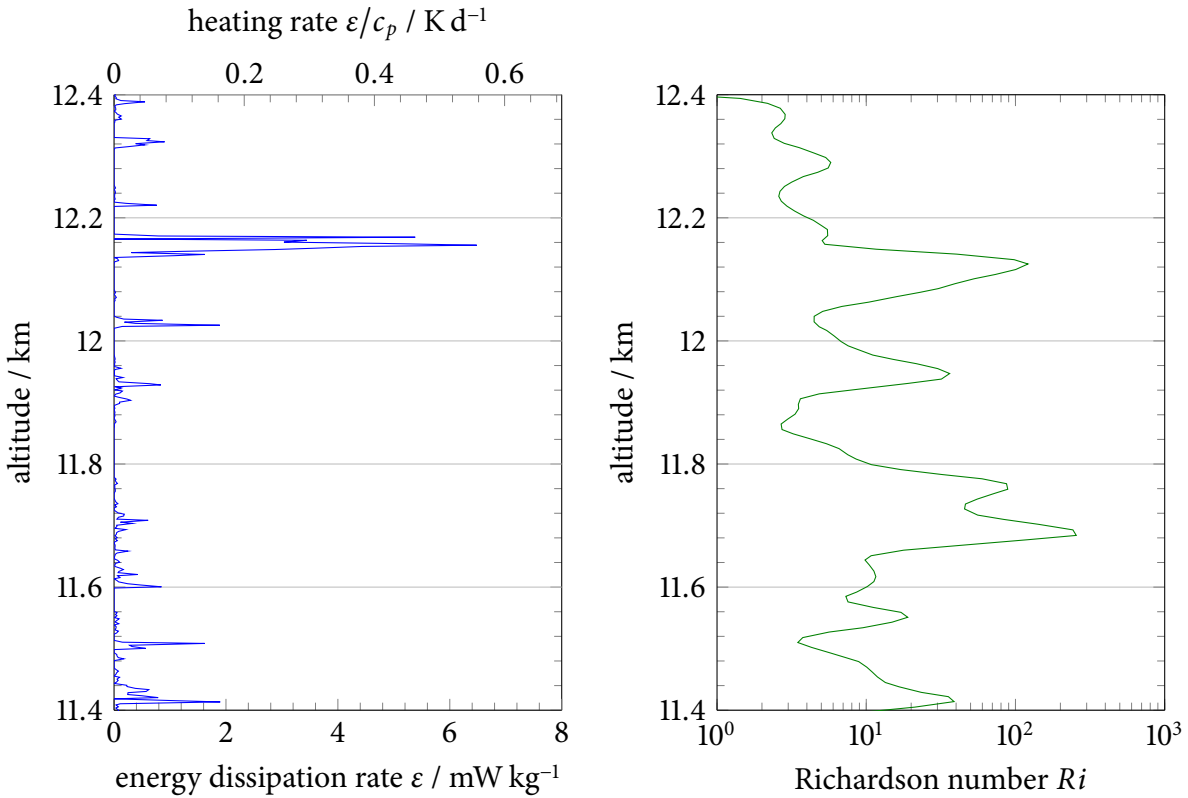 heating rate ε/cₚ / K d⁻¹
0 0.2 0.4 0.6
12.4
12.2
12
11.8
11.6
11.4
altitude / km
0 2 4 6 8
energy dissipation rate ε / mW kg⁻¹
12.4
12.2
12
11.8
11.6
11.4
altitude / km
10⁰ 10¹ 10² 10³
Richardson number Ri